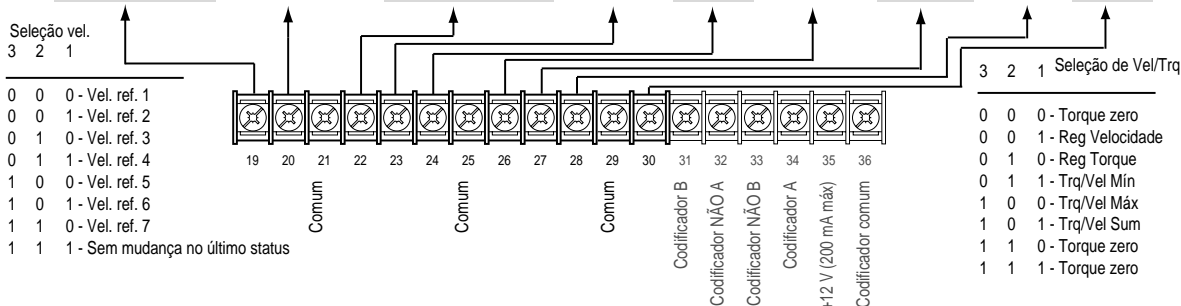 Seleção vel.
3 2 1
0 0 0 - Vel. ref. 1
0 0 1 - Vel. ref. 2
0 1 0 - Vel. ref. 3
0 1 1 - Vel. ref. 4
1 0 0 - Vel. ref. 5
1 0 1 - Vel. ref. 6
1 1 0 - Vel. ref. 7
1 1 1 - Sem mudança no último status
19 20 21 22 23 24 25 26 27 28 29 30 31 32 33 34 35 36
Comum
Comum
Comum
Codificador B
Codificador NÃO A
Codificador NÃO B
Codificador A
+12 V (200 mA máx)
Codificador comum
3 2 1 Seleção de Vel/Trq
0 0 0 - Torque zero
0 0 1 - Reg Velocidade
0 1 0 - Reg Torque
0 1 1 - Trq/Vel Mín
1 0 0 - Trq/Vel Máx
1 0 1 - Trq/Vel Sum
1 1 0 - Torque zero
1 1 1 - Torque zero